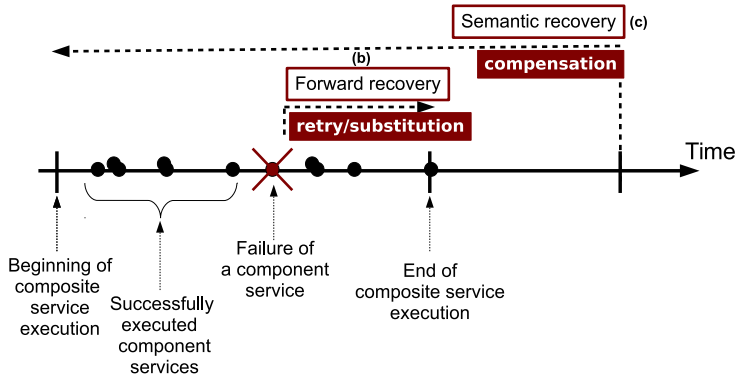 Semantic recovery (c)
compensation
(b)
Forward recovery
retry/substitution
Time
Beginning of
composite
service
execution
Successfully
executed
component
services
Failure of
a component
service
End of
composite service
execution